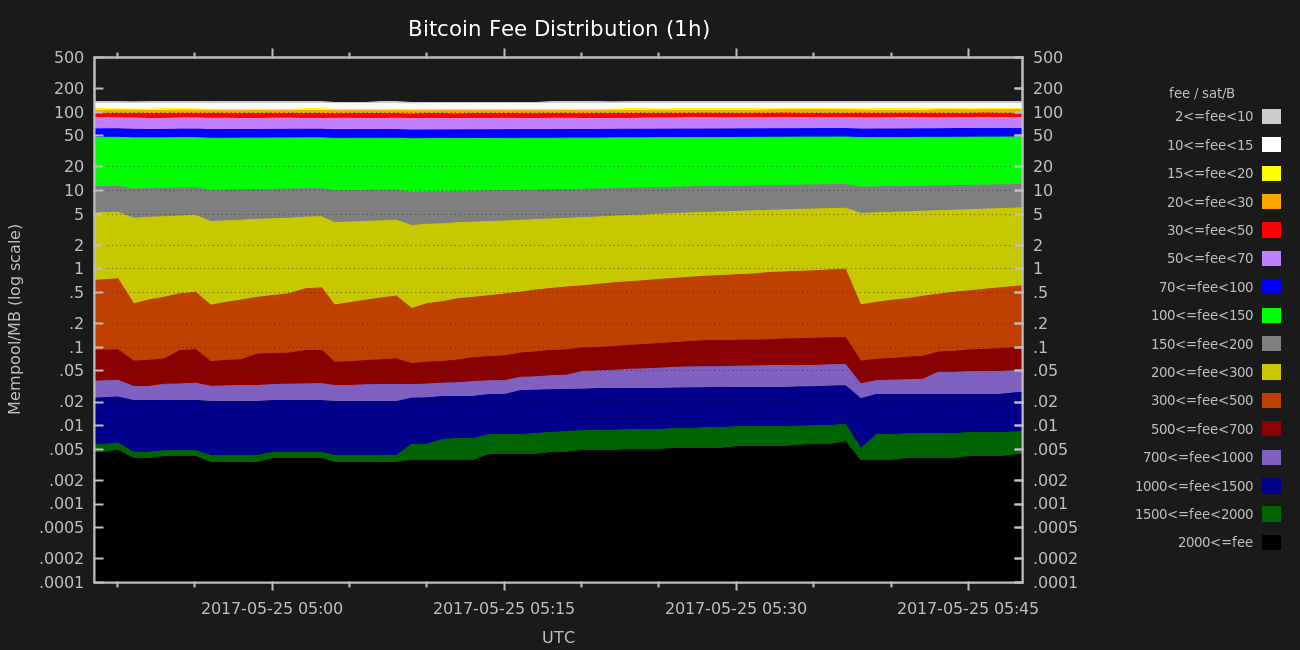 Bitcoin Fee Distribution (1h)
Mempool/MB (log scale)
500
200
100
50
20
10
5
2
1
.5
.2
.1
.05
.02
.01
.005
.002
.001
.0005
.0002
.0001
500
200
100
50
20
10
5
2
1
.5
.2
.1
.05
.02
.01
.005
.002
.001
.0005
.0002
.0001
2017-05-25 05:00
2017-05-25 05:15
2017-05-25 05:30
2017-05-25 05:45
UTC
fee / sat/B
2<=fee<10
10<=fee<15
15<=fee<20
20<=fee<30
30<=fee<50
50<=fee<70
70<=fee<100
100<=fee<150
150<=fee<200
200<=fee<300
300<=fee<500
500<=fee<700
700<=fee<1000
1000<=fee<1500
1500<=fee<2000
2000<=fee